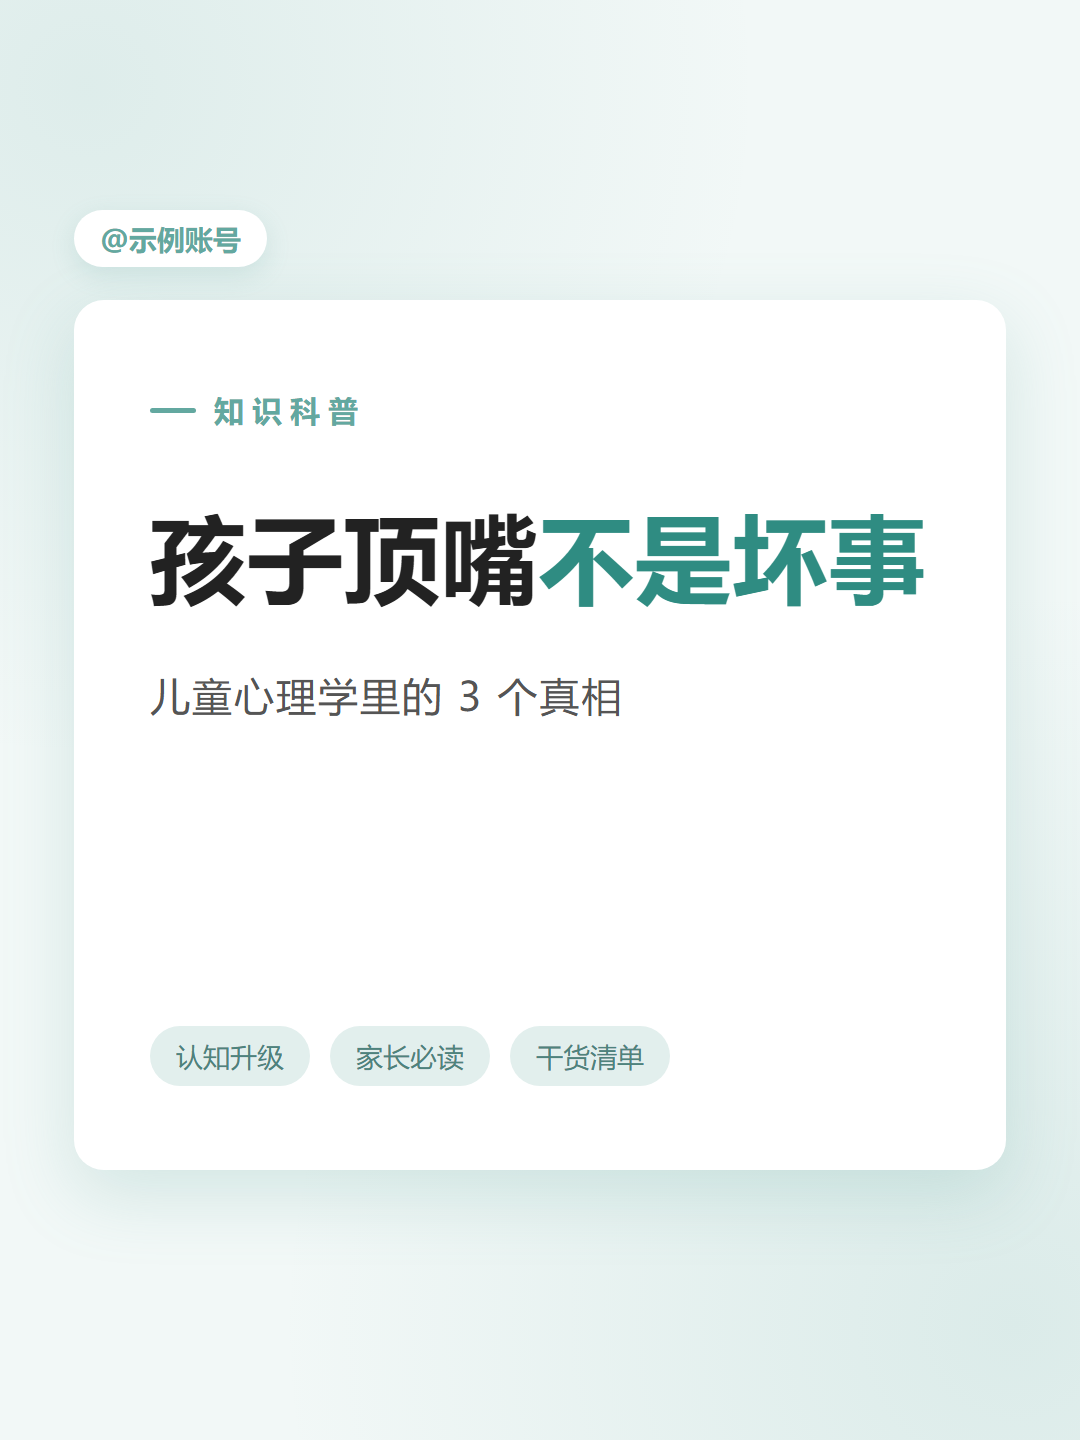 @示例账号
知识科普
孩子顶嘴不是坏事
儿童心理学里的 3 个真相
认知升级 家长必读 干货清单